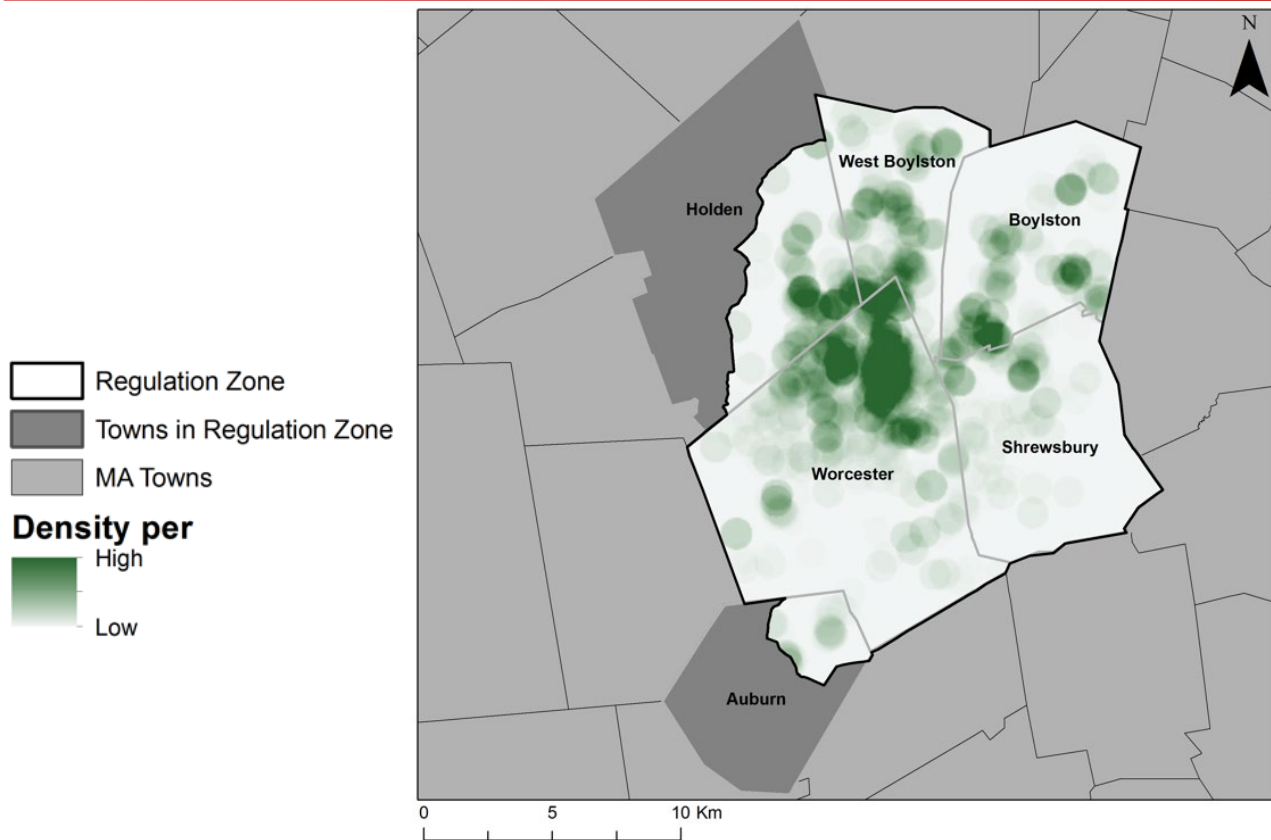 N
West Boylston
Holden
Boylston
Regulation Zone
Towns in Regulation Zone
MA Towns
Shrewsbury
Worcester
Density per
High
Low
Auburn
0 5 10 Km